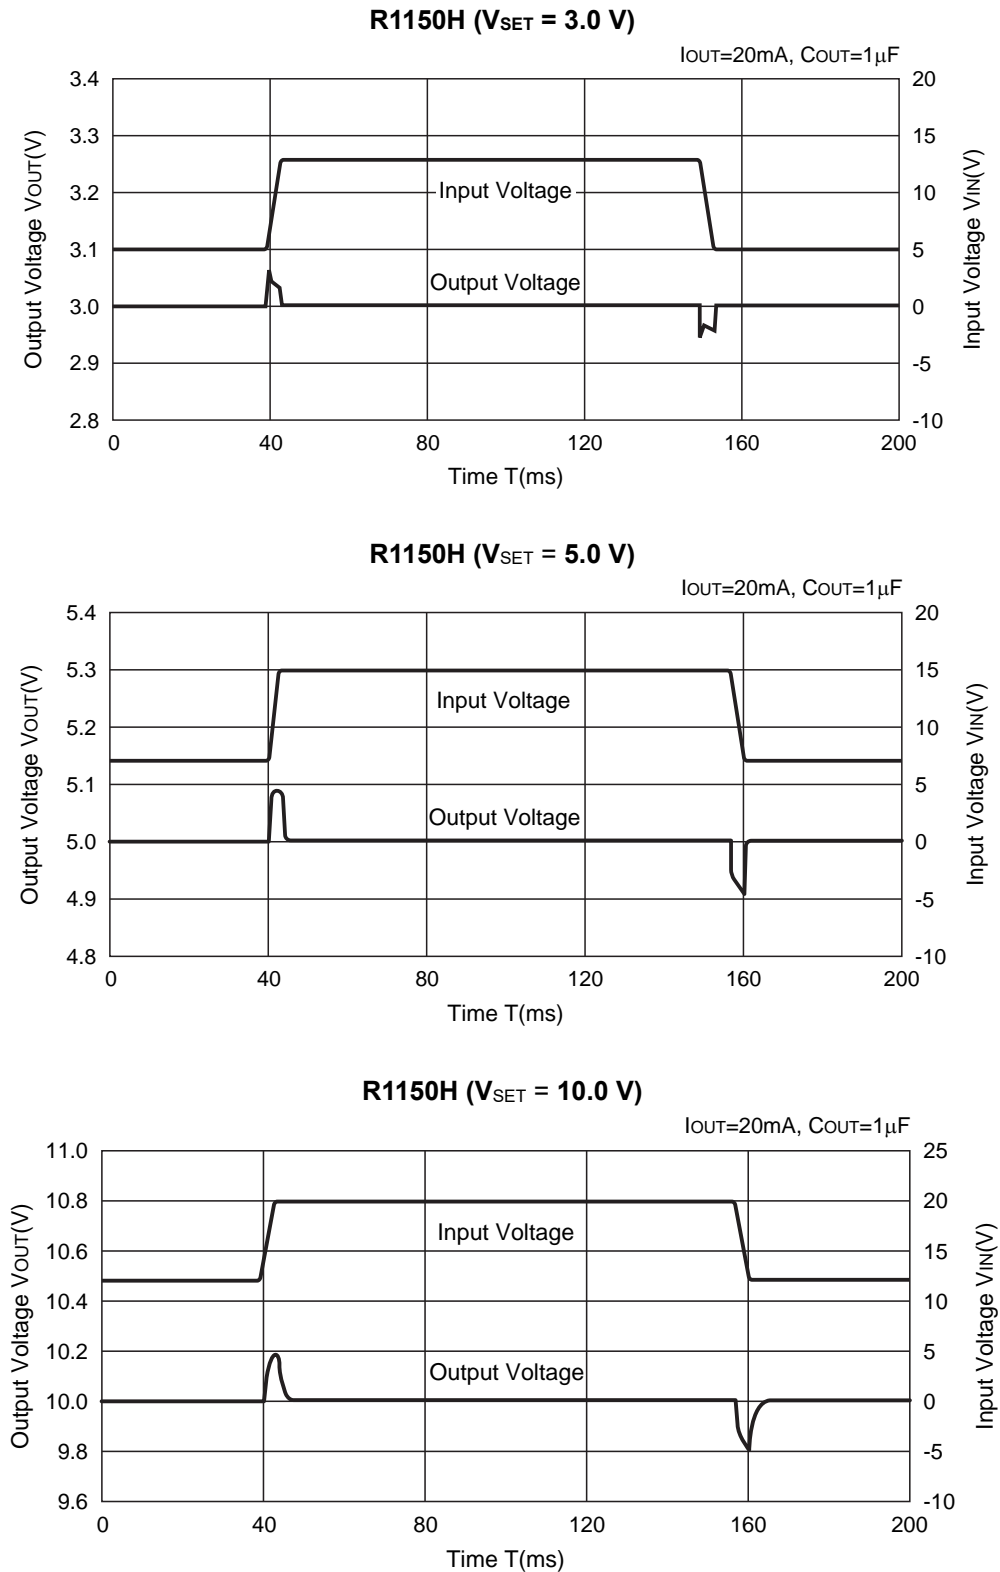 R1150H (VSET = 3.0 V)
IOUT=20mA, COUT=1μF
Output Voltage VOUT(V)
3.4
3.3
3.2
3.1
3.0
2.9
2.8
Input Voltage
Output Voltage
20
15
10
5
0
-5
-10
Input Voltage VIN(V)
0 40 80 120 160 200
Time T(ms)
R1150H (VSET = 5.0 V)
IOUT=20mA, COUT=1μF
Output Voltage VOUT(V)
5.4
5.3
5.2
5.1
5.0
4.9
4.8
Input Voltage
Output Voltage
20
15
10
5
0
-5
-10
Input Voltage VIN(V)
0 40 80 120 160 200
Time T(ms)
R1150H (VSET = 10.0 V)
IOUT=20mA, COUT=1μF
Output Voltage VOUT(V)
11.0
10.8
10.6
10.4
10.2
10.0
9.8
9.6
Input Voltage
Output Voltage
25
20
15
10
5
0
-5
-10
Input Voltage VIN(V)
0 40 80 120 160 200
Time T(ms)